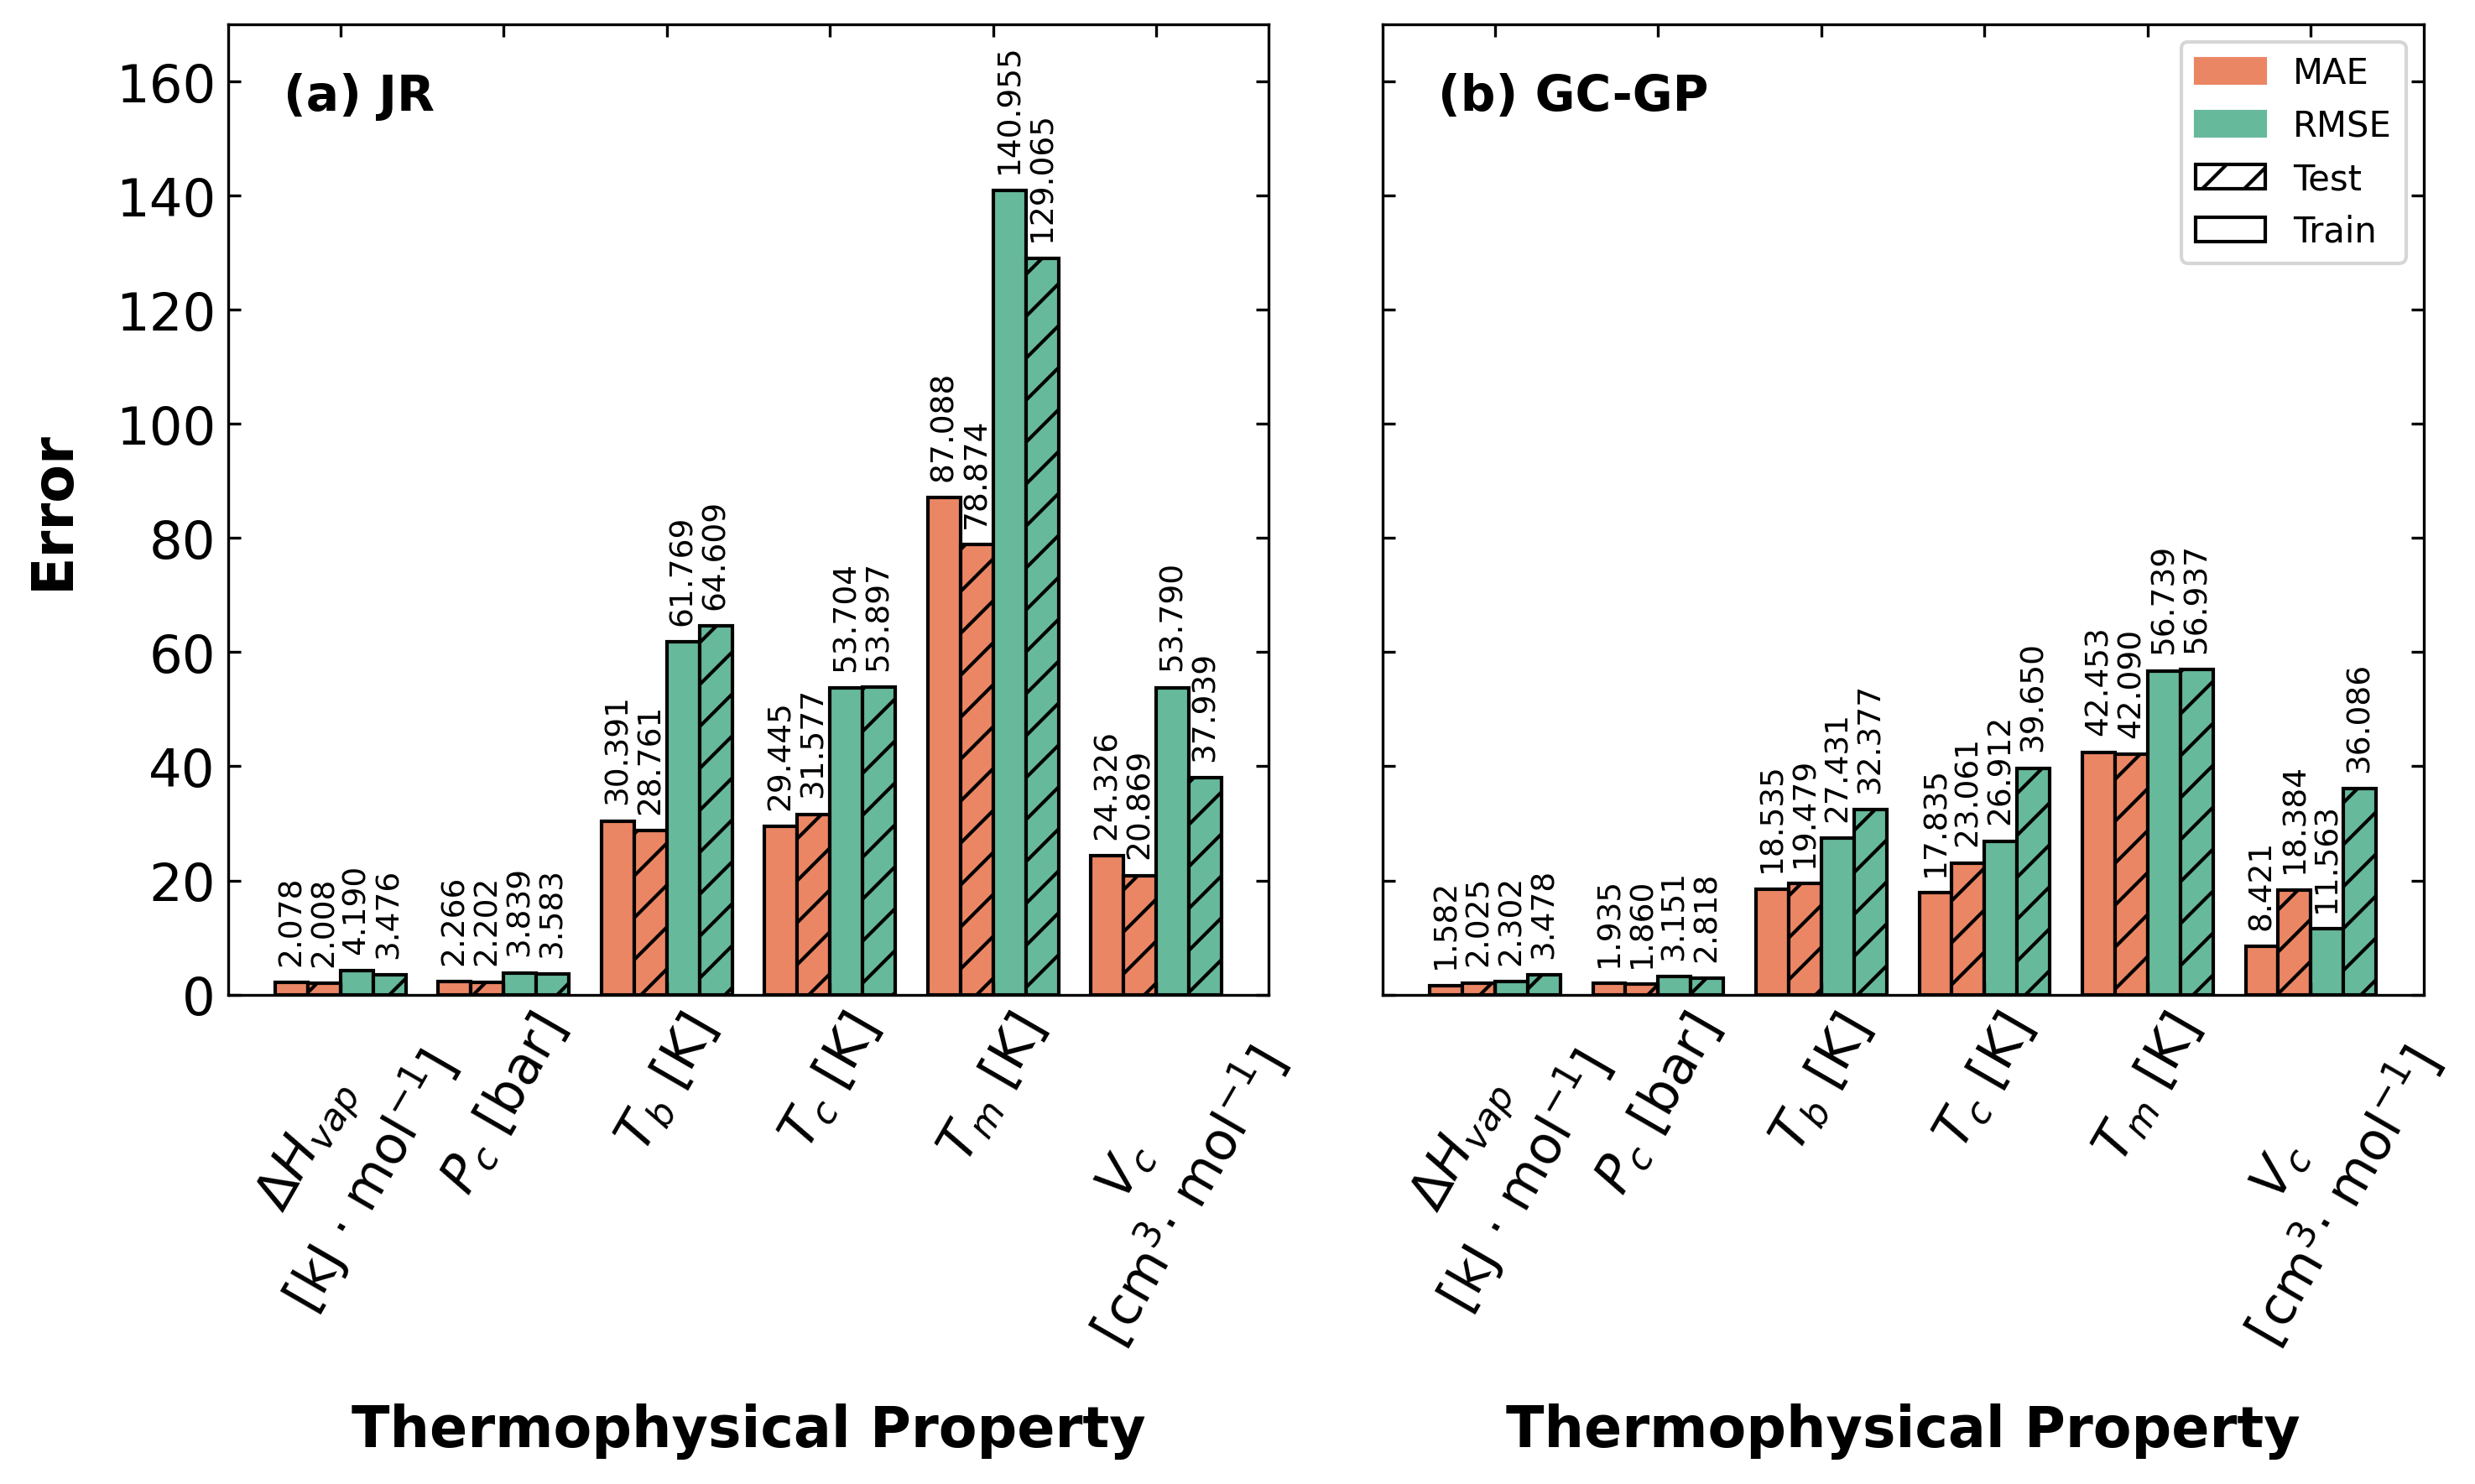 (a) JR
160
140
120
100
80
60
40
20
0
Error
2.078
2.008
4.190
3.476
2.266
2.202
3.839
3.583
30.391
28.761
61.769
64.609
29.445
31.577
53.704
53.897
87.088
78.874
140.955
129.065
24.326
20.869
53.790
37.939
ΔH_vap
[kJ · mol⁻¹]
P_c [bar]
T_b [K]
T_c [K]
T_m [K]
V_c
[cm³ · mol⁻¹]
Thermophysical Property
(b) GC-GP
MAE
RMSE
Test
Train
1.582
2.025
2.302
3.478
1.935
1.860
3.151
2.818
18.535
19.479
27.431
32.377
17.835
23.061
26.912
39.650
42.453
42.090
56.739
56.937
8.421
18.384
11.563
36.086
ΔH_vap
[kJ · mol⁻¹]
P_c [bar]
T_b [K]
T_c [K]
T_m [K]
V_c
[cm³ · mol⁻¹]
Thermophysical Property